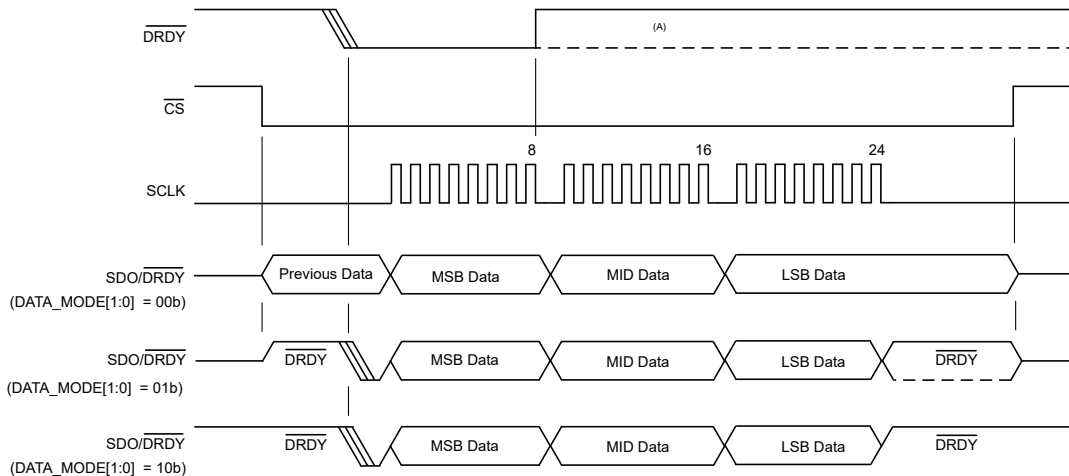 DRDY
(A)
CS
8 16 24
SCLK
SDO/DRDY
(DATA_MODE[1:0] = 00b)
Previous Data MSB Data MID Data LSB Data
SDO/DRDY
(DATA_MODE[1:0] = 01b)
DRDY MSB Data MID Data LSB Data DRDY
SDO/DRDY
(DATA_MODE[1:0] = 10b)
DRDY MSB Data MID Data LSB Data DRDY